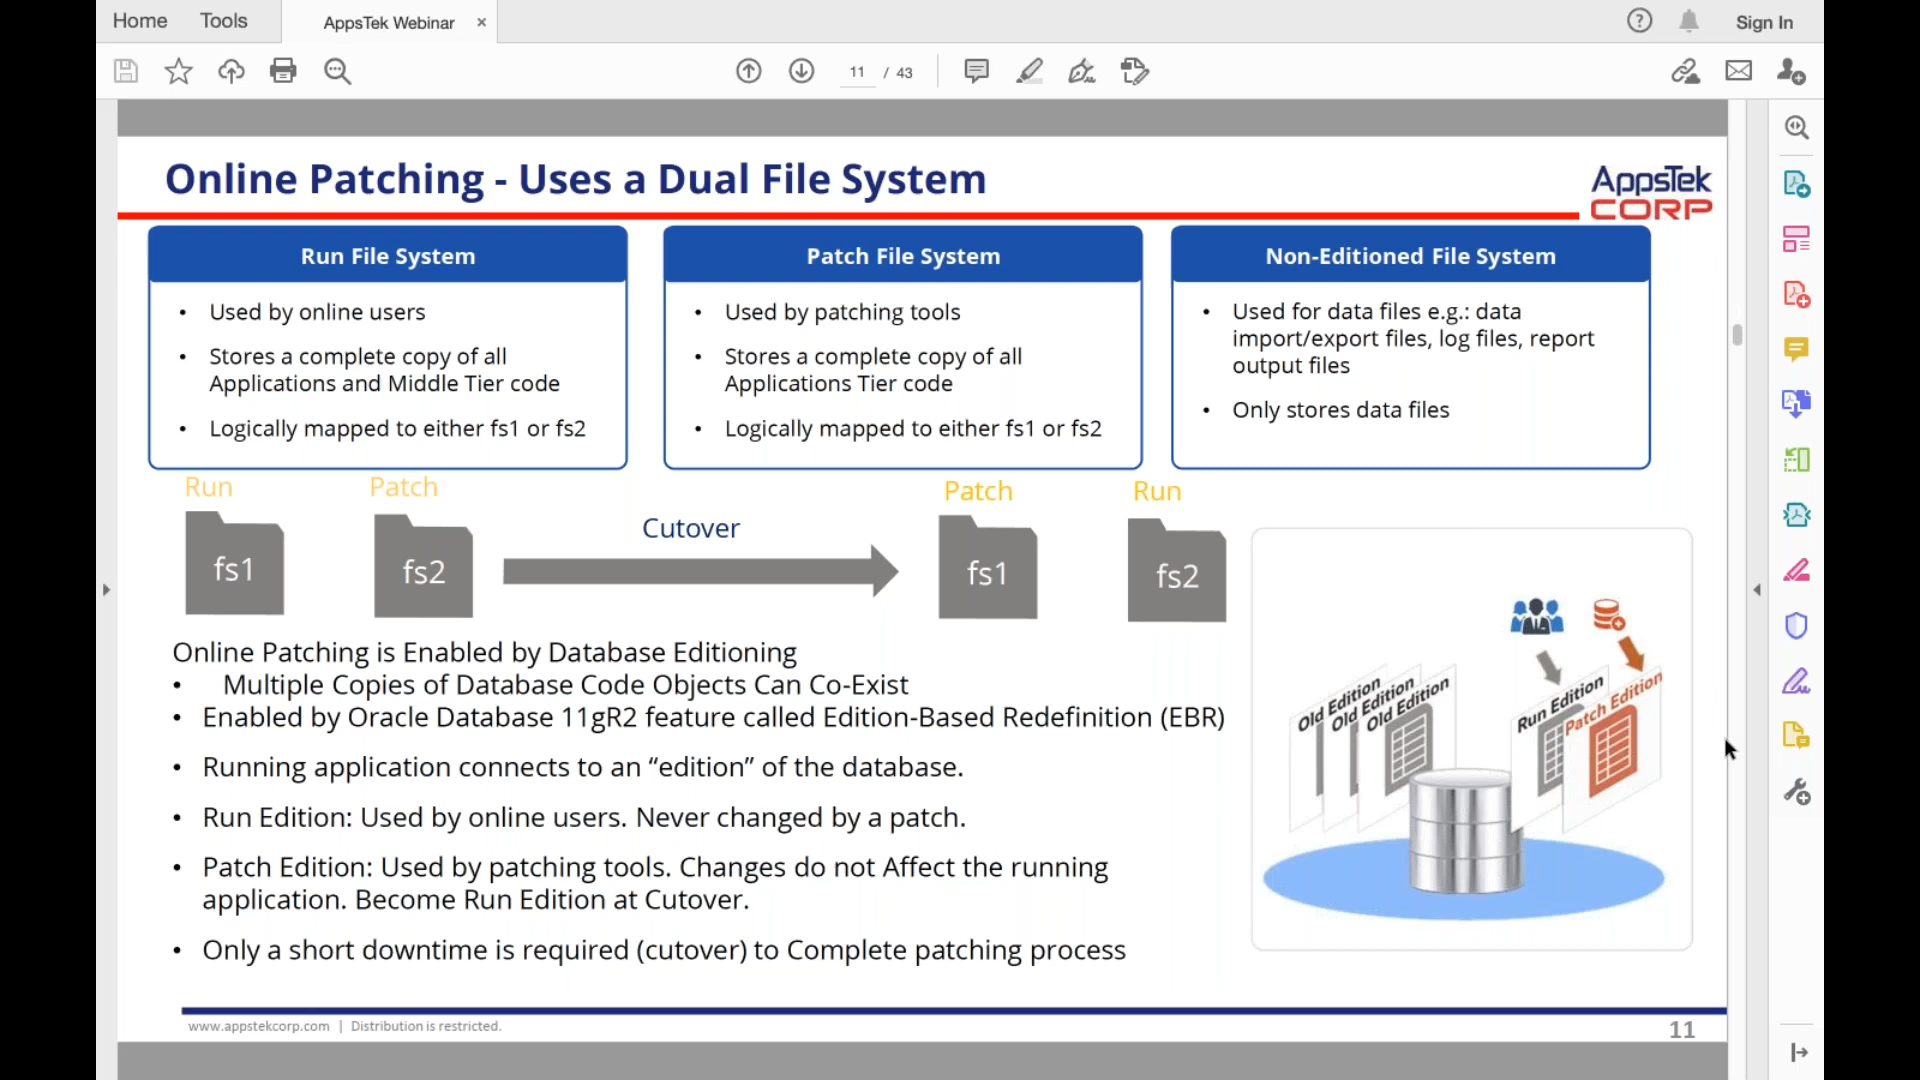 Home Tools AppsTek Webinar × Sign In
11 / 43
Online Patching - Uses a Dual File System
AppsTek
CORP
Run File System
• Used by online users
• Stores a complete copy of all
Applications and Middle Tier code
• Logically mapped to either fs1 or fs2
Patch File System
• Used by patching tools
• Stores a complete copy of all
Applications Tier code
• Logically mapped to either fs1 or fs2
Non-Editioned File System
• Used for data files e.g.: data
import/export files, log files, report
output files
• Only stores data files
Run Patch Patch Run
Cutover
fs1 fs2 fs1 fs2
Online Patching is Enabled by Database Editioning
• Multiple Copies of Database Code Objects Can Co-Exist
• Enabled by Oracle Database 11gR2 feature called Edition-Based Redefinition (EBR)
• Running application connects to an “edition” of the database.
• Run Edition: Used by online users. Never changed by a patch.
• Patch Edition: Used by patching tools. Changes do not Affect the running
application. Become Run Edition at Cutover.
• Only a short downtime is required (cutover) to Complete patching process
Old Edition
Old Edition
Old Edition
Run Edition
Patch Edition
www.appstekcorp.com | Distribution is restricted.
11